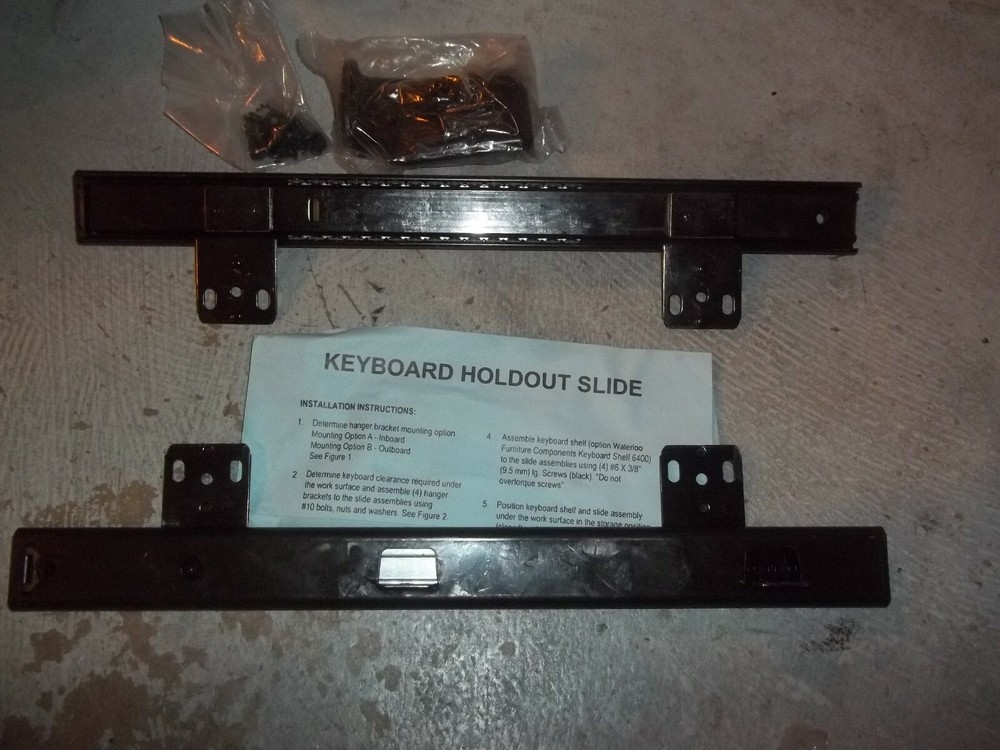 KEYBOARD HOLDOUT SLIDE
INSTALLATION INSTRUCTIONS:
1. Determine hanger bracket mounting option
Mounting Option A - Inboard
Mounting Option B - Outboard
See Figure 1.
2. Determine keyboard clearance required under
the work surface and assemble (4) hanger
brackets to the slide assemblies using
#10 bolts, nuts and washers. See Figure 2.
4. Assemble keyboard shelf (option Waterloo
Furniture Components Keyboard Shelf 6400)
to the slide assemblies using (4) #6 X 3/8"
(9.5 mm) lg. Screws (black). "Do not
overtorque screws".
5. Position keyboard shelf and slide assembly
under the work surface in the storage position